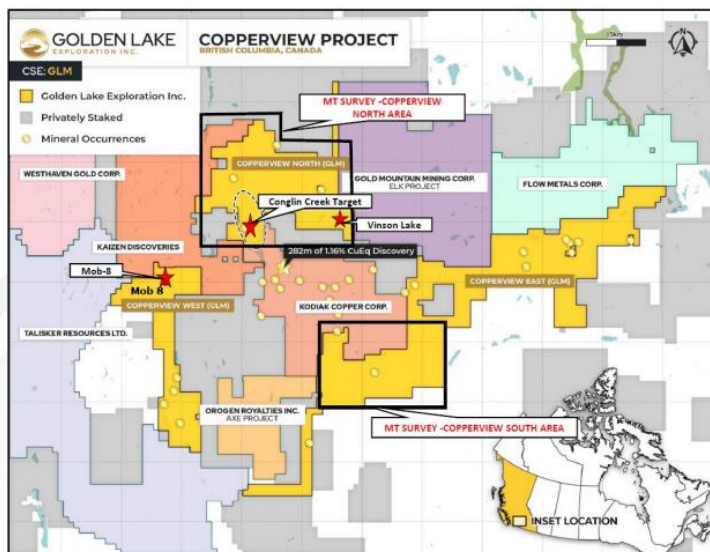 GOLDEN LAKE
EXPLORATION INC.
COPPERVIEW PROJECT
BRITISH COLUMBIA, CANADA
5km
N
CSE:GLM
Golden Lake Exploration Inc.
Privately Staked
Mineral Occurrences
MT SURVEY -COPPERVIEW
NORTH AREA
WESTHAVEN GOLD CORP.
COPPERVIEW NORTH (GLM)
GOLD MOUNTAIN MINING CORP.
ELK PROJECT
FLOW METALS CORP.
Conglin Creek Target
Vinson Lake
KAIZEN DISCOVERIES
282m of 1.16% CuEq Discovery
Mob-8
Mob 8
COPPERVIEW EAST (GLM)
COPPERVIEW WEST (GLM)
KODIAK COPPER CORP.
TALISKER RESOURCES LTD.
OROGEN ROYALTIES INC.
AXE PROJECT
MT SURVEY -COPPERVIEW SOUTH AREA
INSET LOCATION